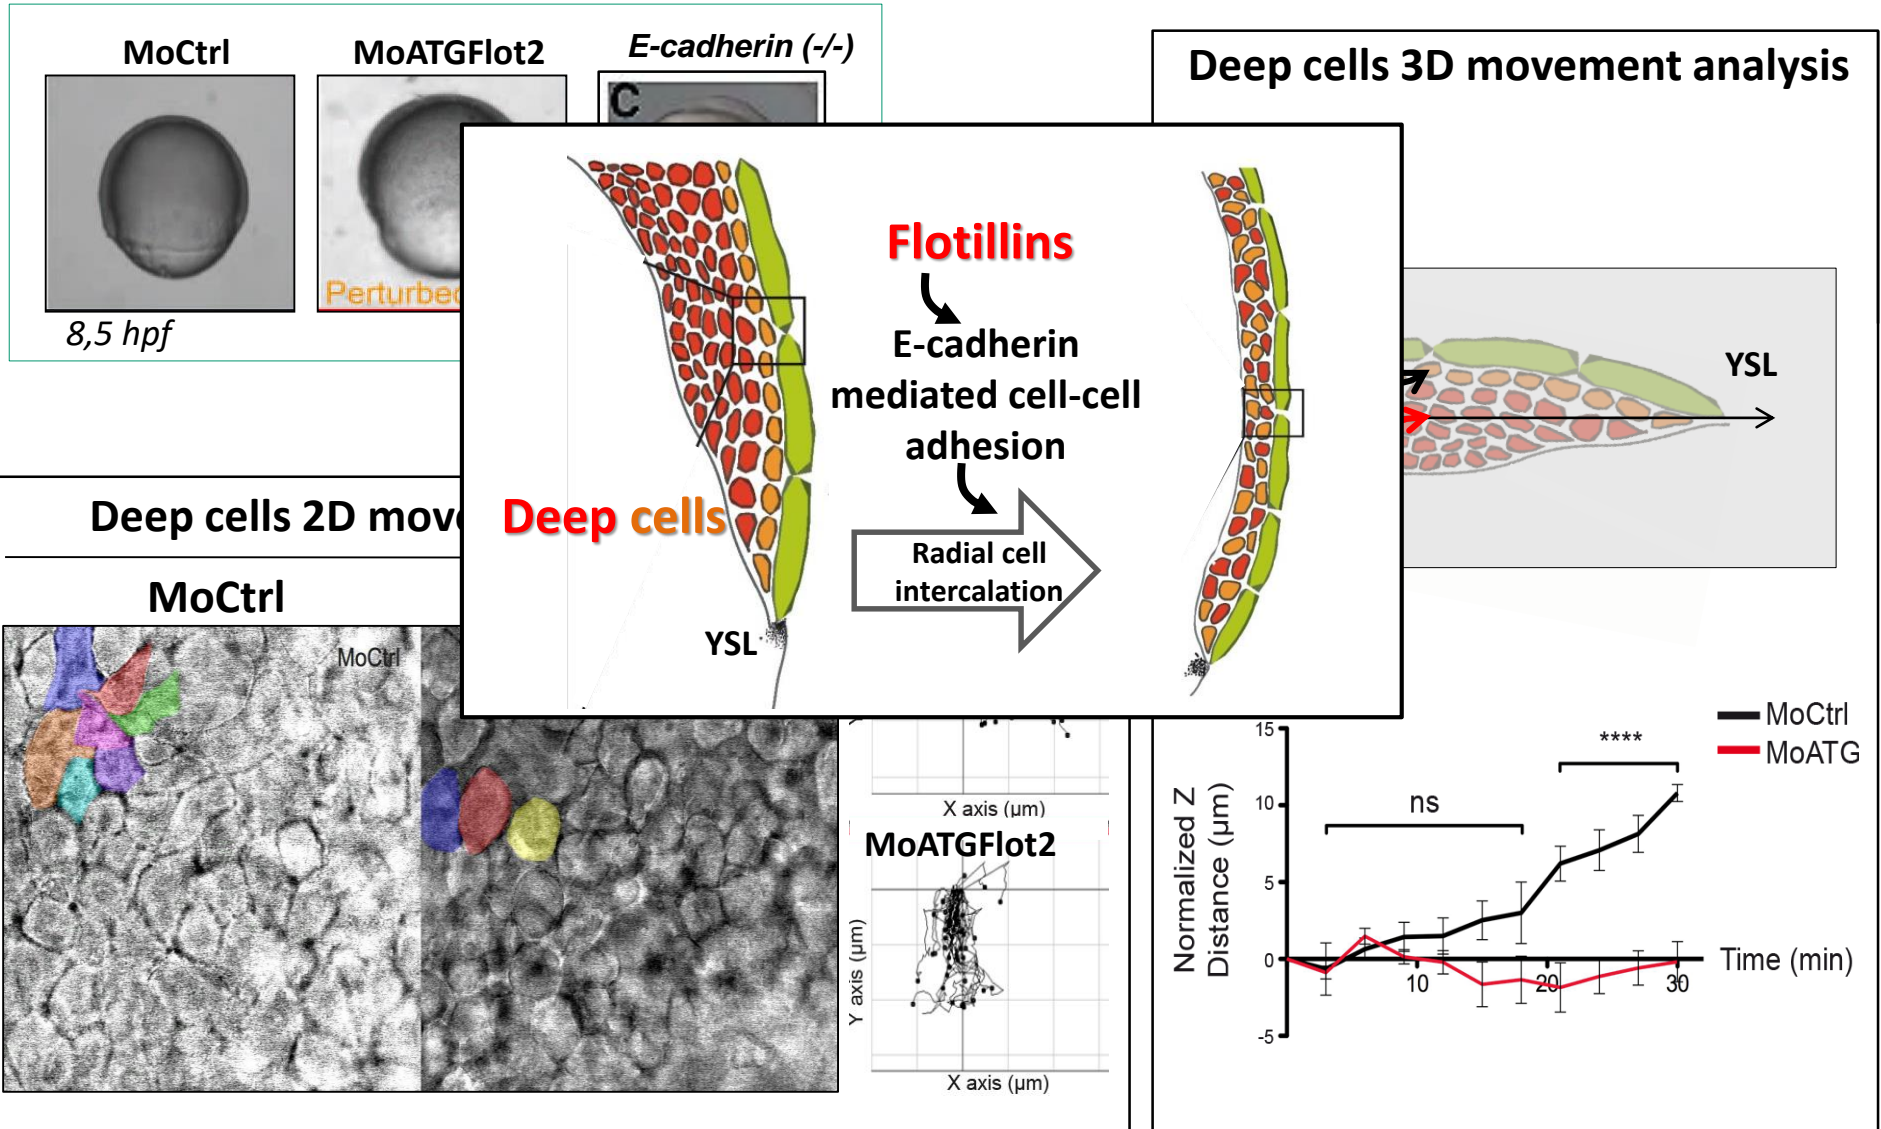 MoCtrl
MoATGFlot2
E-cadherin (-/-)
C
8,5 hpf
Deep cells 3D movement analysis
YSL
Flotillins
E-cadherin
mediated cell-cell
adhesion
Deep cells
Radial cell
intercalation
YSL
Deep cells 2D
MoCtrl
MoCtrl
X axis (µm)
MoATGFlot2
Y axis (µm)
X axis (µm)
MoCtrl
MoATG
****
ns
Normalized Z
Distance (µm)
15
10
5
0
-5
10
20
30
Time (min)